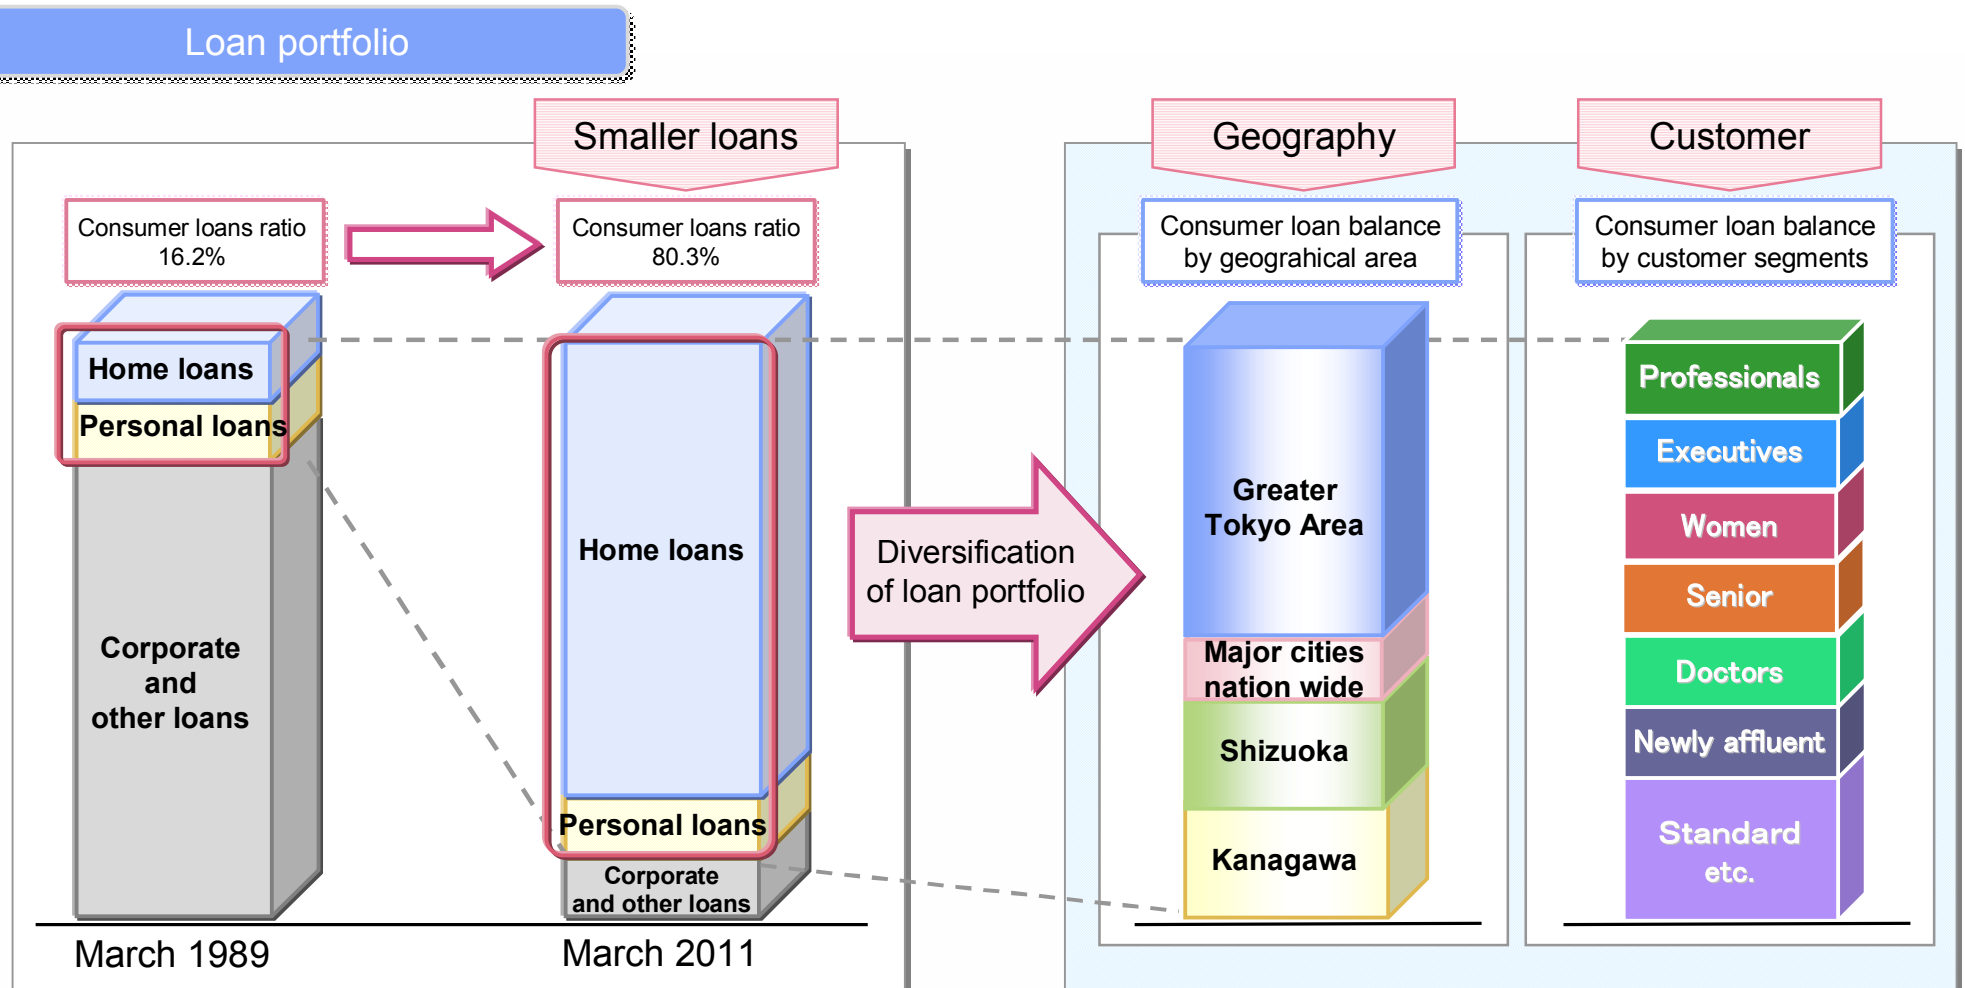 Loan portfolio
Smaller loans
Consumer loans ratio
16.2%
Consumer loans ratio
80.3%
Home loans
Personal loans
Corporate
and
other loans
March 1989
Home loans
Personal loans
Corporate
and other loans
March 2011
Diversification
of loan portfolio
Geography
Consumer loan balance
by geograhical area
Greater
Tokyo Area
Major cities
nation wide
Shizuoka
Kanagawa
Customer
Consumer loan balance
by customer segments
Professionals
Executives
Women
Senior
Doctors
Newly affluent
Standard
etc.